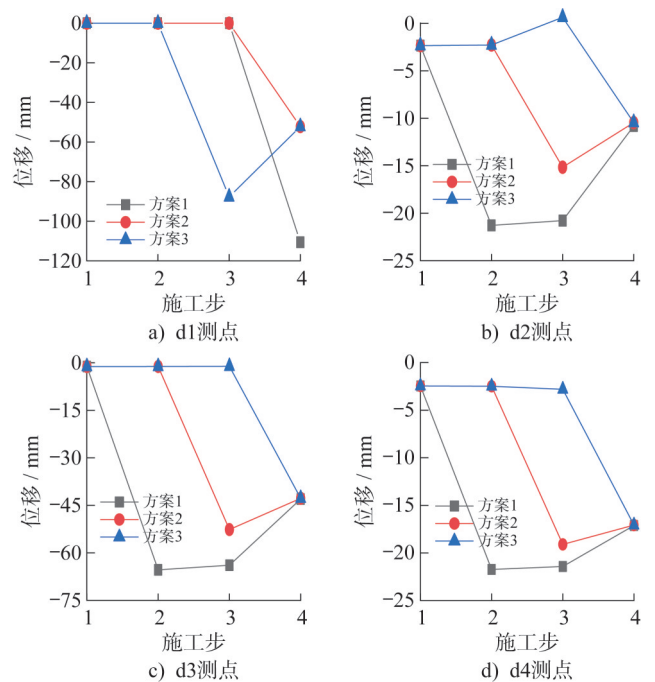 0
−20
−40
−60
−80
−100
−120
位移 / mm
方案1
方案2
方案3
1 2 3 4
施工步
a) d1测点
0
−5
−10
−15
−20
−25
位移 / mm
方案1
方案2
方案3
1 2 3 4
施工步
b) d2测点
0
−15
−30
−45
−60
−75
位移 / mm
方案1
方案2
方案3
1 2 3 4
施工步
c) d3测点
0
−5
−10
−15
−20
−25
位移 / mm
方案1
方案2
方案3
1 2 3 4
施工步
d) d4测点